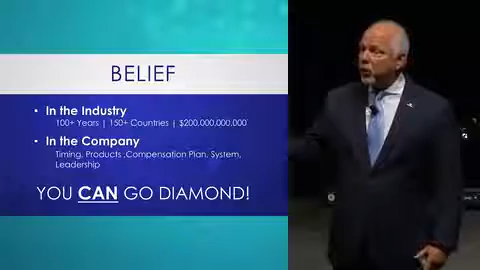 BELIEF
• In the Industry
100+ Years | 150+ Countries | $200,000,000,000
• In the Company
Timing, Products ,Compensation Plan, System,
Leadership
YOU CAN GO DIAMOND!